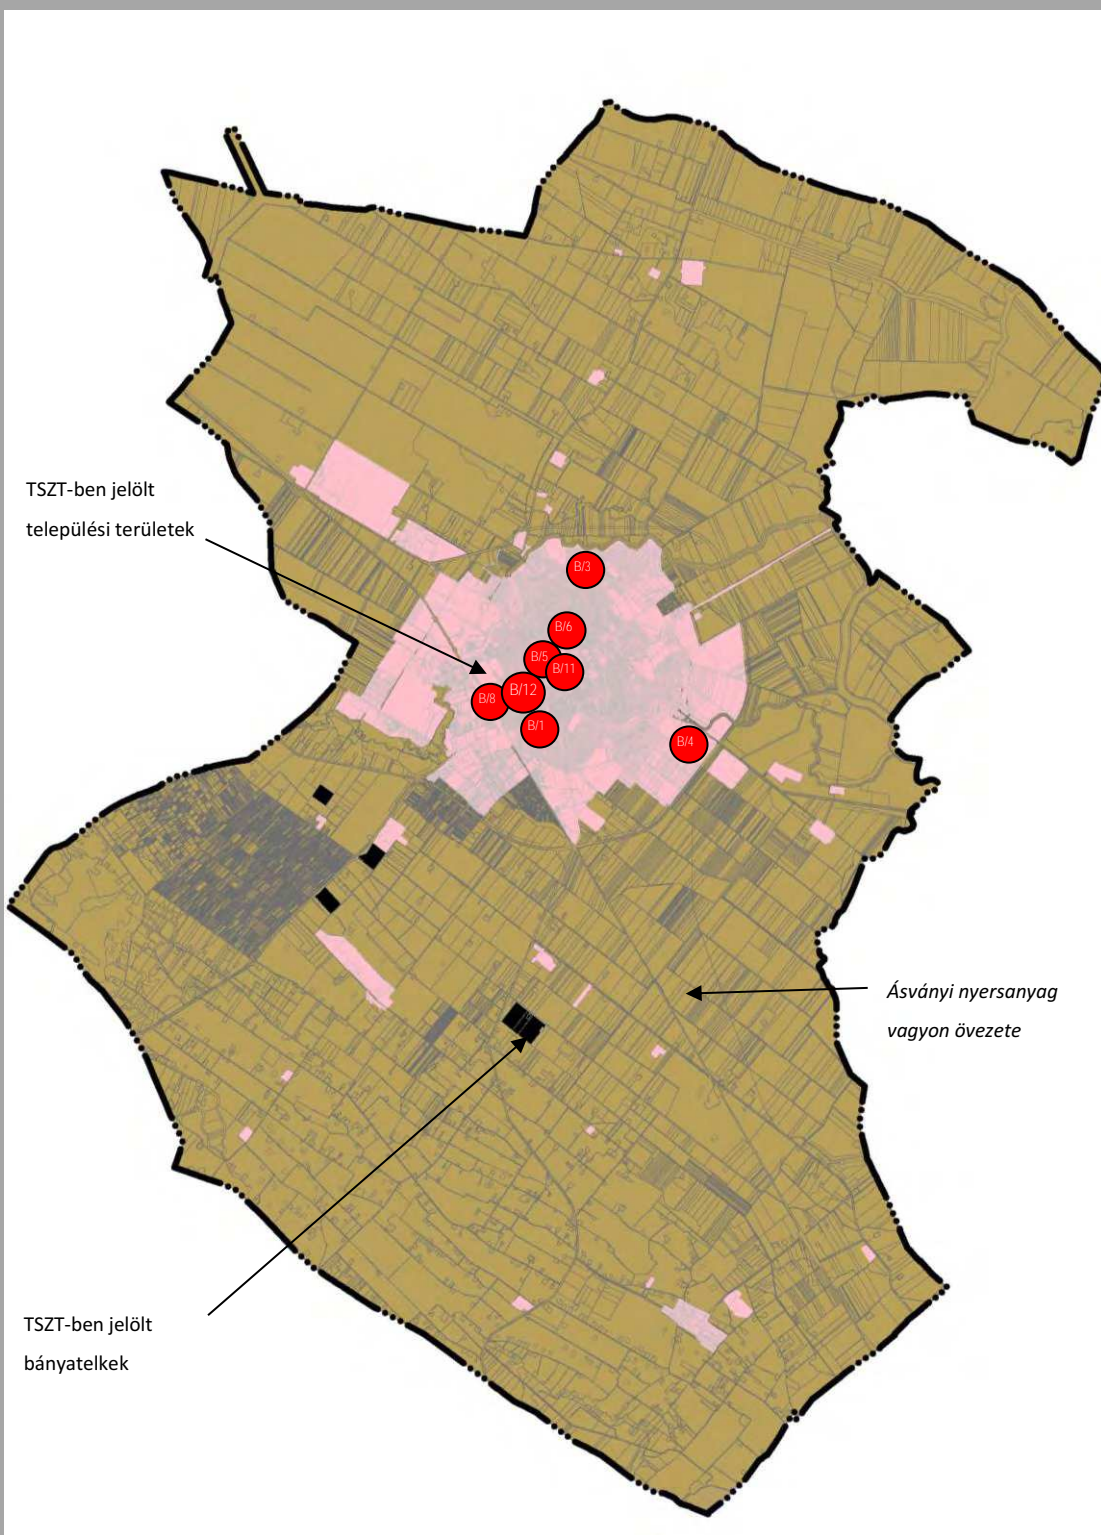 TSZT-ben jelölt
települési területek
B/3
B/6
B/5
B/11
B/12
B/8
B/1
B/4
Ásványi nyersanyag
vagyon övezete
TSZT-ben jelölt
bányatelkek